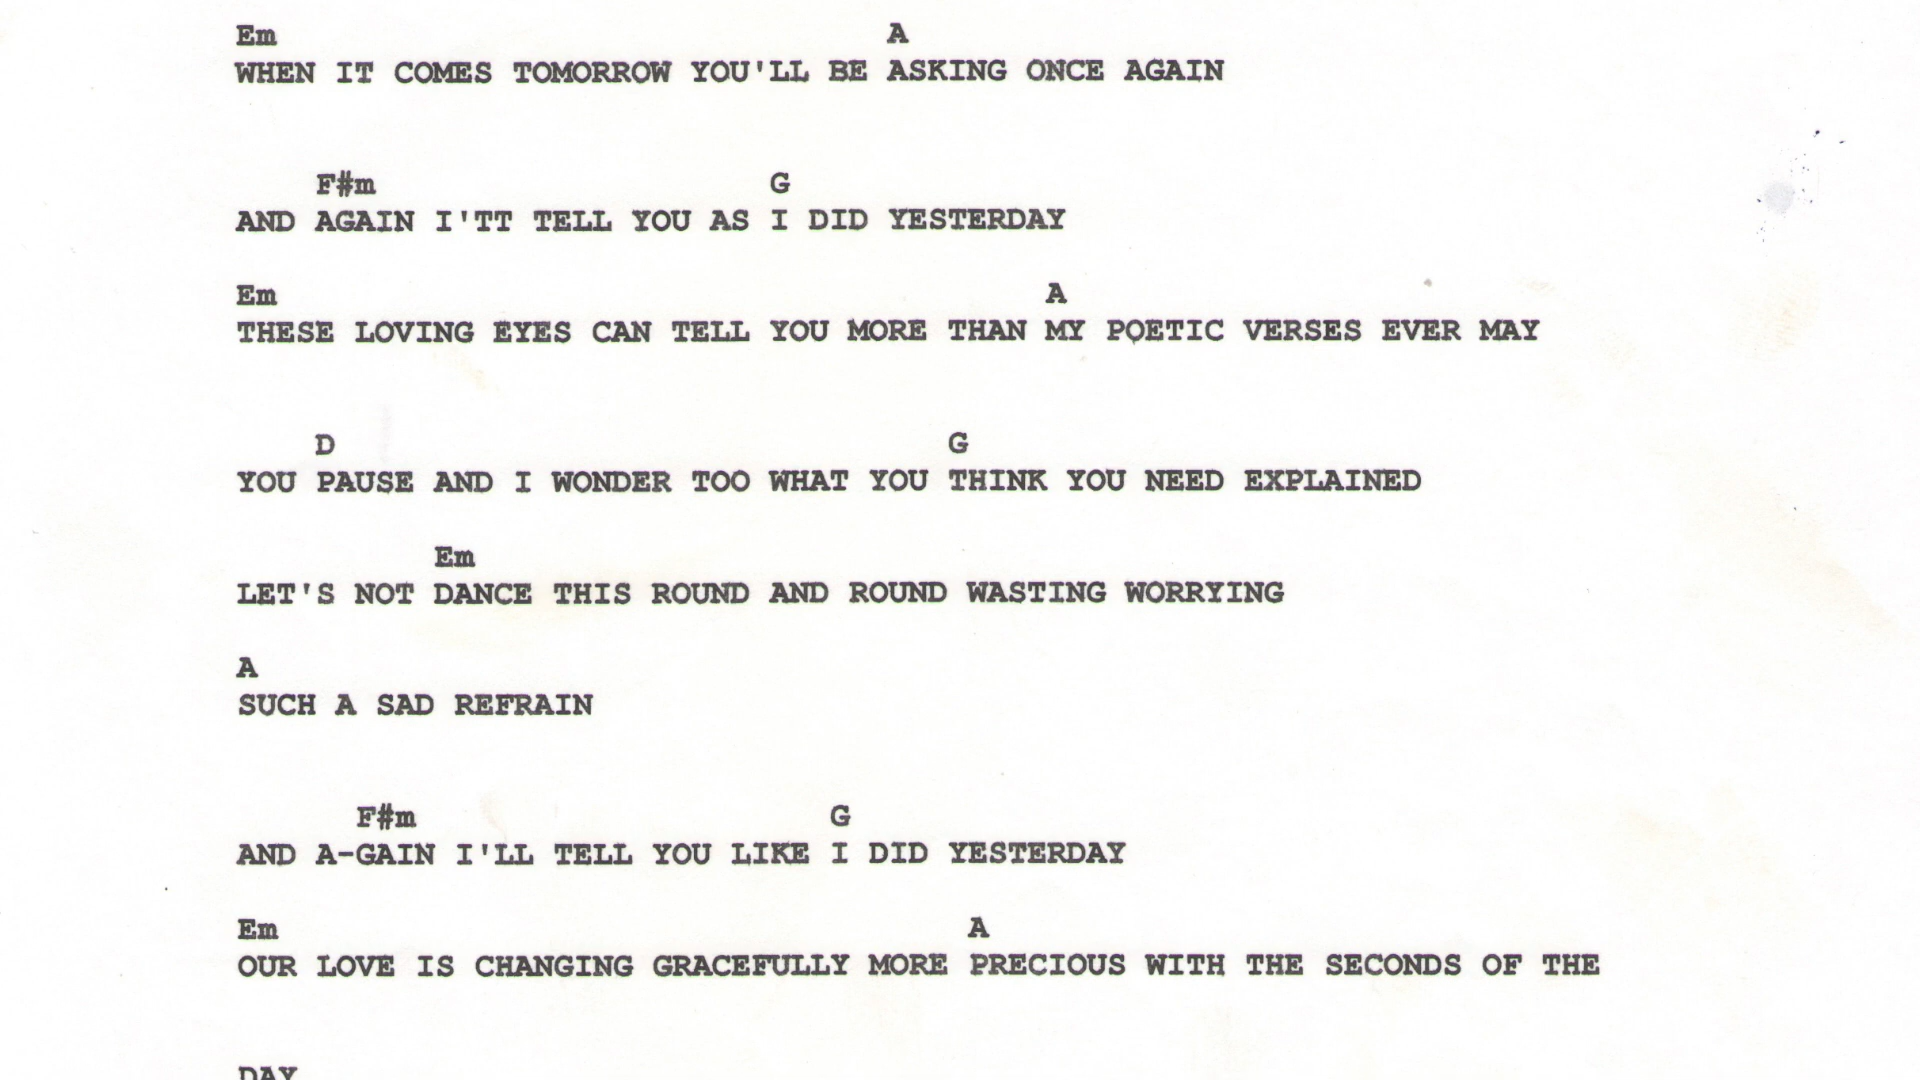 Em A
WHEN IT COMES TOMORROW YOU'LL BE ASKING ONCE AGAIN
F#m G
AND AGAIN I'TT TELL YOU AS I DID YESTERDAY
Em A
THESE LOVING EYES CAN TELL YOU MORE THAN MY POETIC VERSES EVER MAY
D G
YOU PAUSE AND I WONDER TOO WHAT YOU THINK YOU NEED EXPLAINED
Em
LET'S NOT DANCE THIS ROUND AND ROUND WASTING WORRYING
A
SUCH A SAD REFRAIN
F#m G
AND A-GAIN I'LL TELL YOU LIKE I DID YESTERDAY
Em A
OUR LOVE IS CHANGING GRACEFULLY MORE PRECIOUS WITH THE SECONDS OF THE
DAY